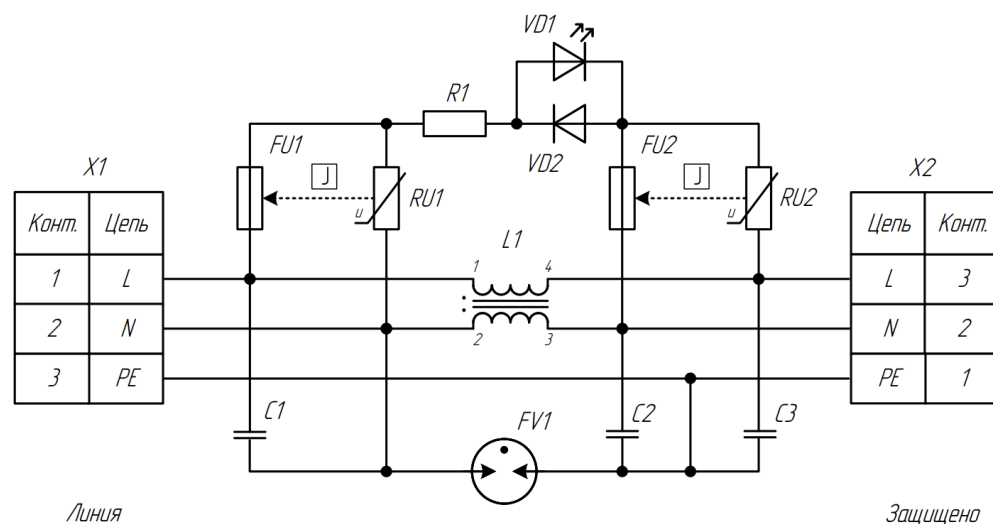 VD1
R1
FU1
J
RU1
u
VD2
FU2
J
RU2
u
X1
Конт. Цепь
1 L
2 N
3 PE
L1
1 4
2 3
X2
Цепь Конт.
L 3
N 2
PE 1
C1
FV1
C2
C3
Линия
Защищено